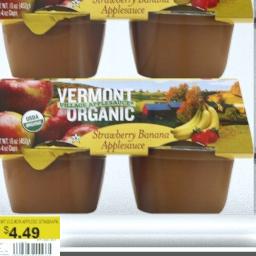 Strawberry Banana
Applesauce
VERMONT
VILLAGE APPLESAUCE
ORGANIC
USDA
ORGANIC
Strawberry Banana
Applesauce
$4.49